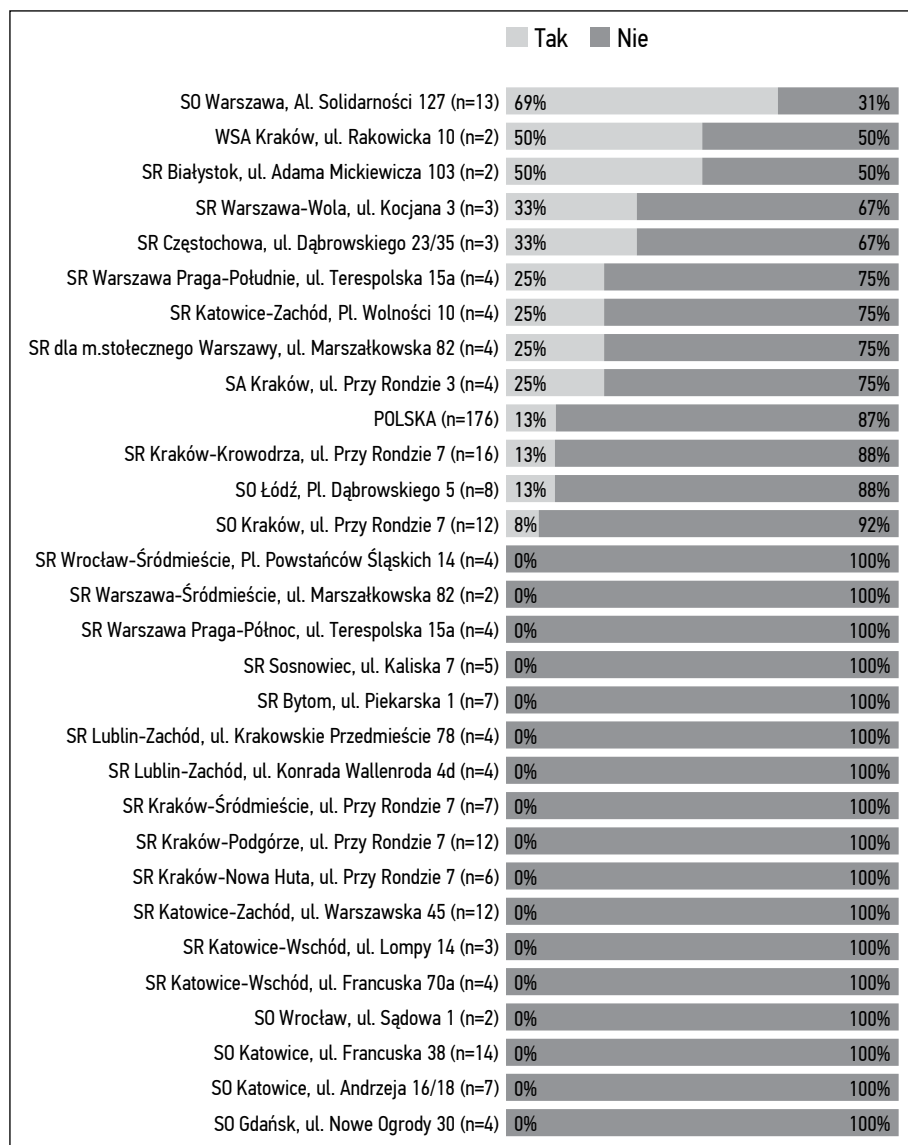 Tak Nie
SO Warszawa, Al. Solidarności 127 (n=13) 69% 31%
WSA Kraków, ul. Rakowicka 10 (n=2) 50% 50%
SR Białystok, ul. Adama Mickiewicza 103 (n=2) 50% 50%
SR Warszawa-Wola, ul. Kocjana 3 (n=3) 33% 67%
SR Częstochowa, ul. Dąbrowskiego 23/35 (n=3) 33% 67%
SR Warszawa Praga-Południe, ul. Terespolska 15a (n=4) 25% 75%
SR Katowice-Zachód, Pl. Wolności 10 (n=4) 25% 75%
SR dla m.stołecznego Warszawy, ul. Marszałkowska 82 (n=4) 25% 75%
SA Kraków, ul. Przy Rondzie 3 (n=4) 25% 75%
POLSKA (n=176) 13% 87%
SR Kraków-Krowodrza, ul. Przy Rondzie 7 (n=16) 13% 88%
SO Łódź, Pl. Dąbrowskiego 5 (n=8) 13% 88%
SO Kraków, ul. Przy Rondzie 7 (n=12) 8% 92%
SR Wrocław-Śródmieście, Pl. Powstańców Śląskich 14 (n=4) 0% 100%
SR Warszawa-Śródmieście, ul. Marszałkowska 82 (n=2) 0% 100%
SR Warszawa Praga-Północ, ul. Terespolska 15a (n=4) 0% 100%
SR Sosnowiec, ul. Kaliska 7 (n=5) 0% 100%
SR Bytom, ul. Piekarska 1 (n=7) 0% 100%
SR Lublin-Zachód, ul. Krakowskie Przedmieście 78 (n=4) 0% 100%
SR Lublin-Zachód, ul. Konrada Wallenroda 4d (n=4) 0% 100%
SR Kraków-Śródmieście, ul. Przy Rondzie 7 (n=7) 0% 100%
SR Kraków-Podgórze, ul. Przy Rondzie 7 (n=12) 0% 100%
SR Kraków-Nowa Huta, ul. Przy Rondzie 7 (n=6) 0% 100%
SR Katowice-Zachód, ul. Warszawska 45 (n=12) 0% 100%
SR Katowice-Wschód, ul. Lompy 14 (n=3) 0% 100%
SR Katowice-Wschód, ul. Francuska 70a (n=4) 0% 100%
SO Wrocław, ul. Sądowa 1 (n=2) 0% 100%
SO Katowice, ul. Francuska 38 (n=14) 0% 100%
SO Katowice, ul. Andrzeja 16/18 (n=7) 0% 100%
SO Gdańsk, ul. Nowe Ogrody 30 (n=4) 0% 100%